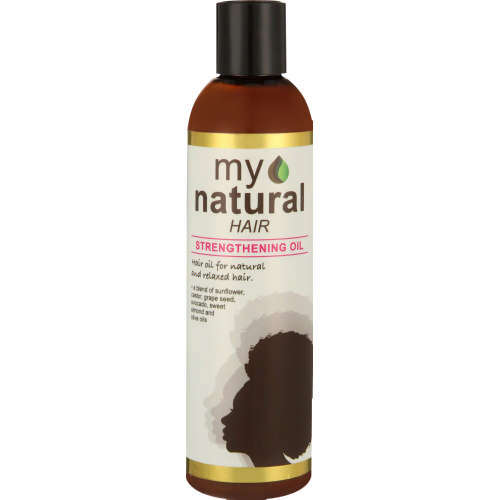 my
natural
HAIR
STRENGTHENING OIL
Hair oil for natural
and relaxed hair.
- a blend of sunflower,
castor, grape seed,
avocado, sweet
almond and
olive oils